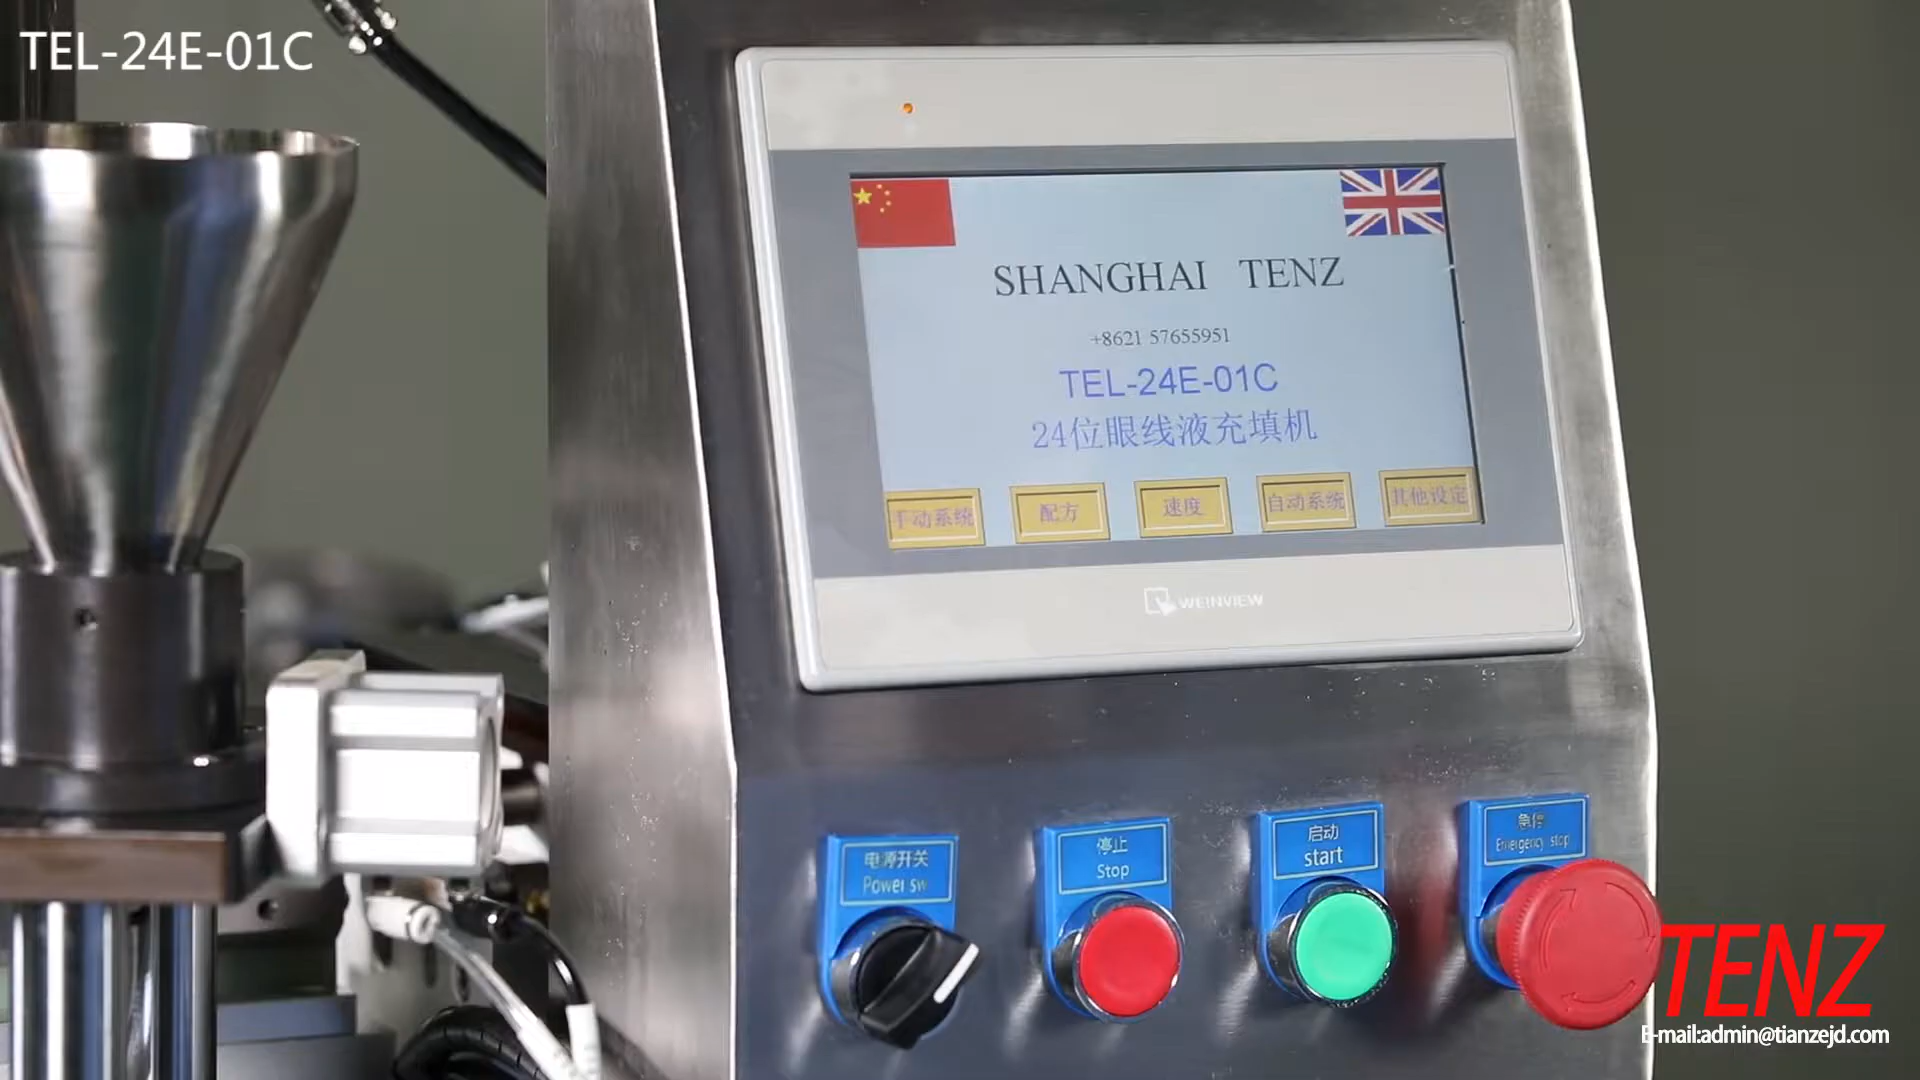 TEL-24E-01C
SHANGHAI TENZ
+8621 57655951
TEL-24E-01C
24位眼线液充填机
手动系统
配方
速度
自动系统
其他设定
WEINVIEW
电源开关
Power sw
停止
Stop
启动
start
急停
Emergency stop
TENZ
E-mail:admin@tianzejd.com